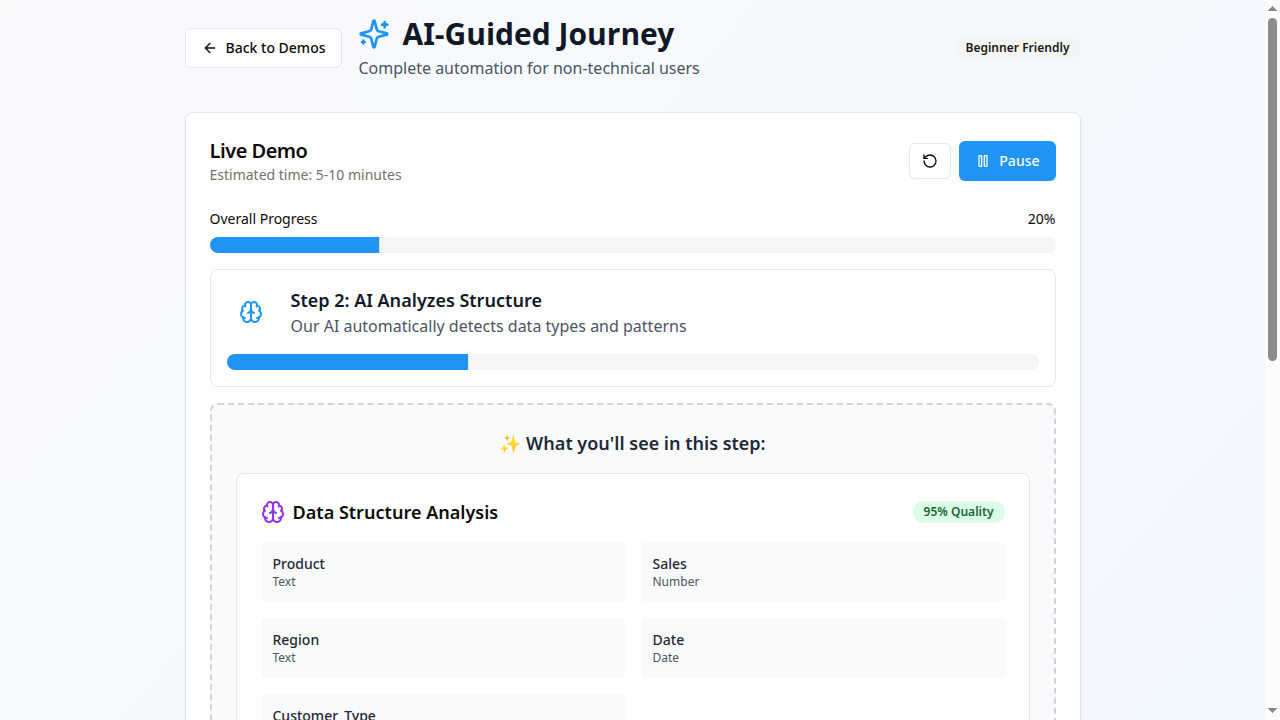 Back to Demos
AI-Guided Journey
Complete automation for non-technical users
Beginner Friendly
Live Demo
Estimated time: 5-10 minutes
Pause
Overall Progress
20%
Step 2: AI Analyzes Structure
Our AI automatically detects data types and patterns
✨ What you'll see in this step:
Data Structure Analysis
95% Quality
Product
Text
Sales
Number
Region
Text
Date
Date
Customer_Type